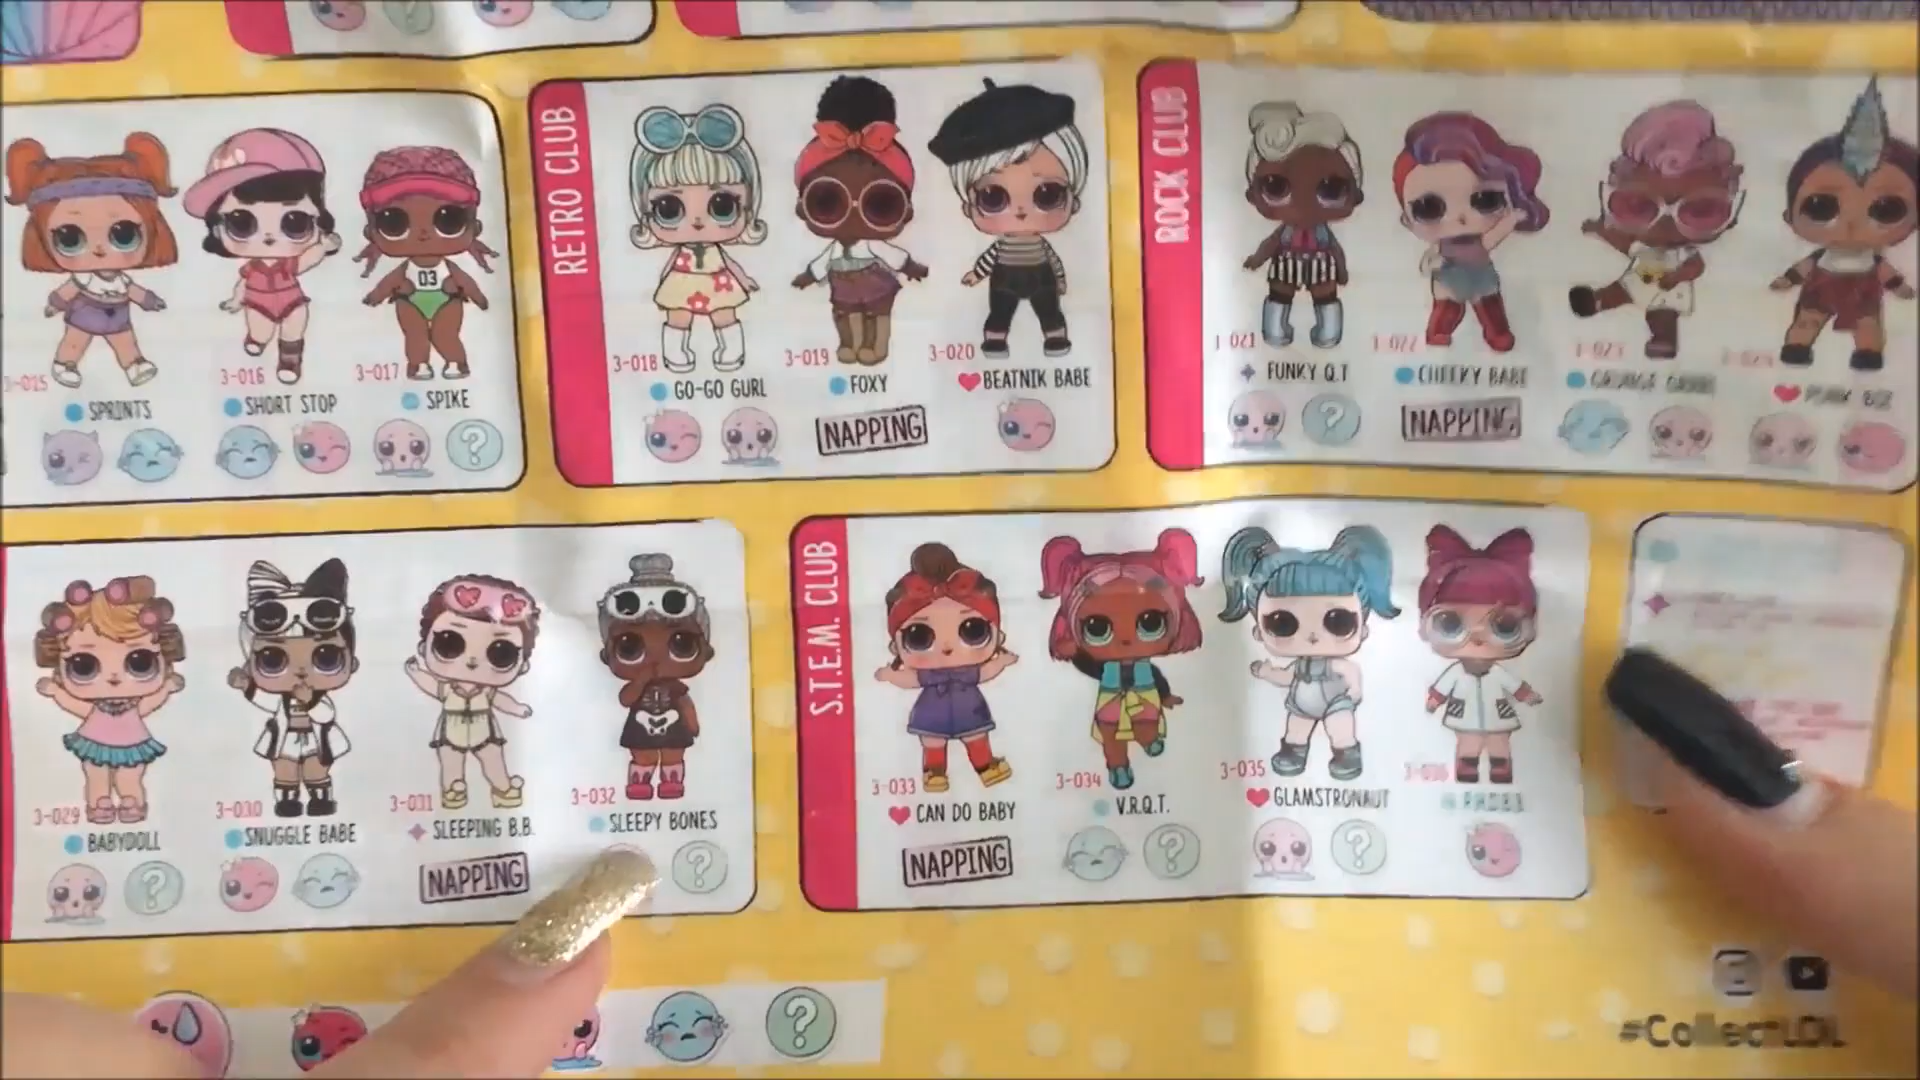 03
3-015
SPRINTS
3-016
SHORT STOP
3-017
SPIKE
RETRO CLUB
3-018
GO-GO GURL
3-019
FOXY
NAPPING
3-020
BEATNIK BABE
ROCK CLUB
021
FUNKY Q.T
CHEEKY BABE
NAPPING
3-029
BABYDOLL
3-030
SNUGGLE BABE
3-031
SLEEPING B.B.
NAPPING
3-032
SLEEPY BONES
S.T.E.M. CLUB
3-033
CAN DO BABY
NAPPING
3-034
V.R.Q.T.
3-035
GLAMSTRONAUT
3-036
#CollectLOL